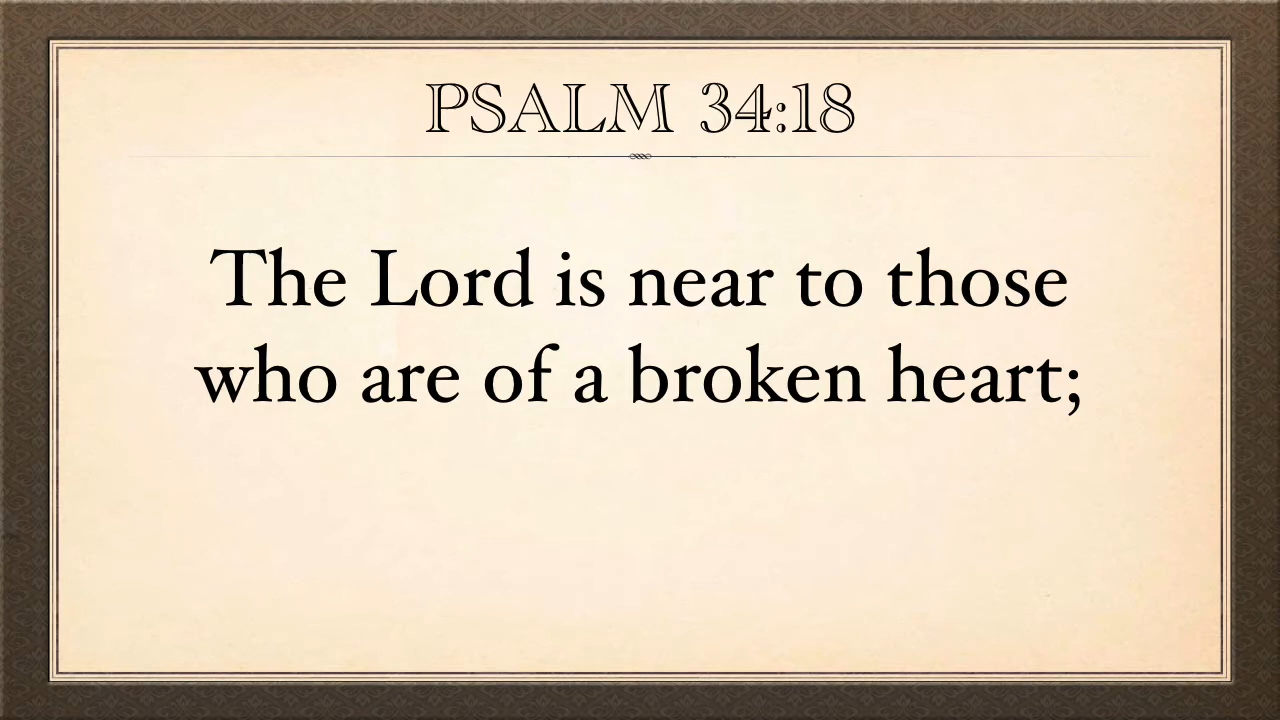 PSALM 34:18
The Lord is near to those
who are of a broken heart;